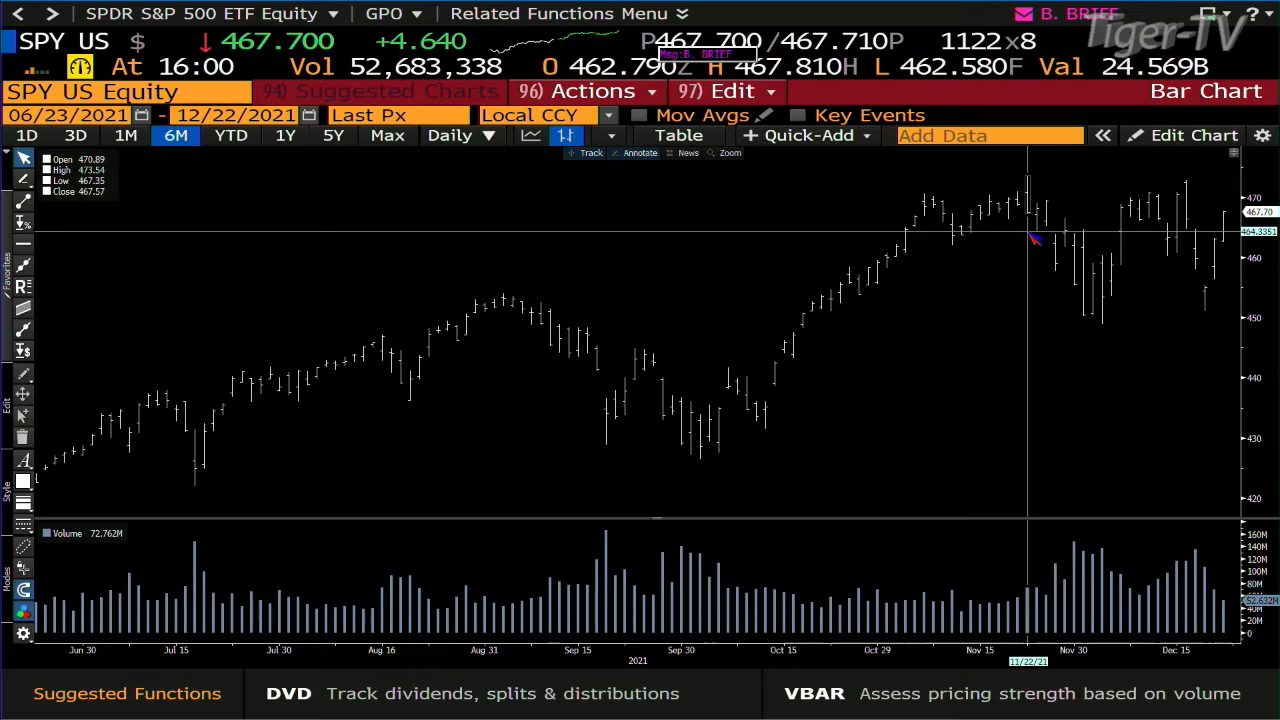 SPDR S&P 500 ETF Equity GPO Related Functions Menu B. BRIEF ?
Tiger-TV
SPY US $ 467.700 +4.640 P467.700/467.710P 1122x8
Msg:B. BRIEF
At 16:00 Vol 52,683,338 O 462.790Z H 467.810H L 462.580F Val 24.569B
SPY US Equity 94) Suggested Charts 96) Actions 97) Edit Bar Chart
06/23/2021 - 12/22/2021 Last Px Local CCY Mov Avgs Key Events
1D 3D 1M 6M YTD 1Y 5Y Max Daily Table + Quick-Add Add Data Edit Chart
Track Annotate News Zoom
Open 470.89
High 473.54
Low 467.35
Close 467.57
470
467.70
464.3351
460
450
440
430
420
Favorites
Edit
Style
Modes
Volume 72.762M
160M
140M
120M
100M
80M
60M
52.632M
40M
20M
0
Jun 30 Jul 15 Jul 30 Aug 16 Aug 31 Sep 15 Sep 30 Oct 15 Oct 29 Nov 15 Nov 30 Dec 15
2021 11/22/21
Suggested Functions DVD Track dividends, splits & distributions VBAR Assess pricing strength based on volume